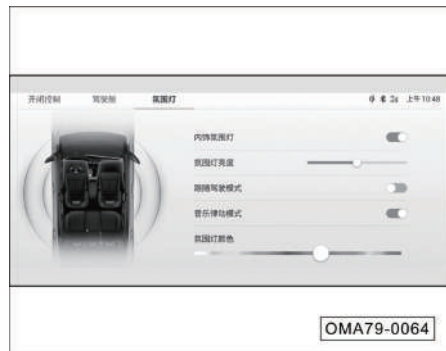 开闭控制 驾驶舱 氛围灯 上午10:48
内饰氛围灯
氛围灯亮度
跟随驾驶模式
音乐律动模式
氛围灯颜色
OMA79-0064